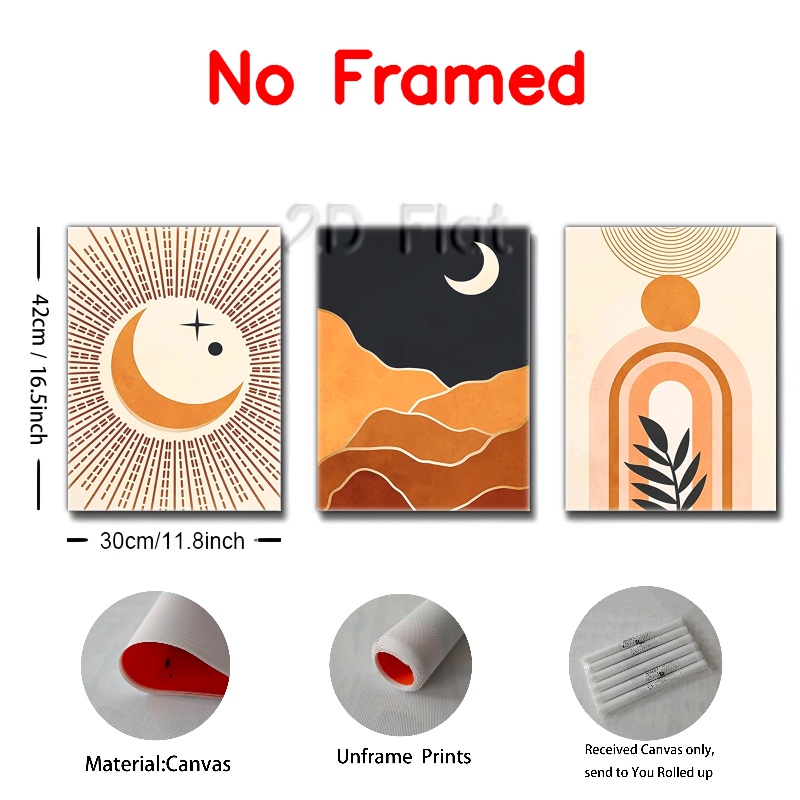 No Framed
2D Flat
42cm / 16.5inch
30cm/11.8inch
Material:Canvas
Unframe Prints
Received Canvas only,
send to You Rolled up